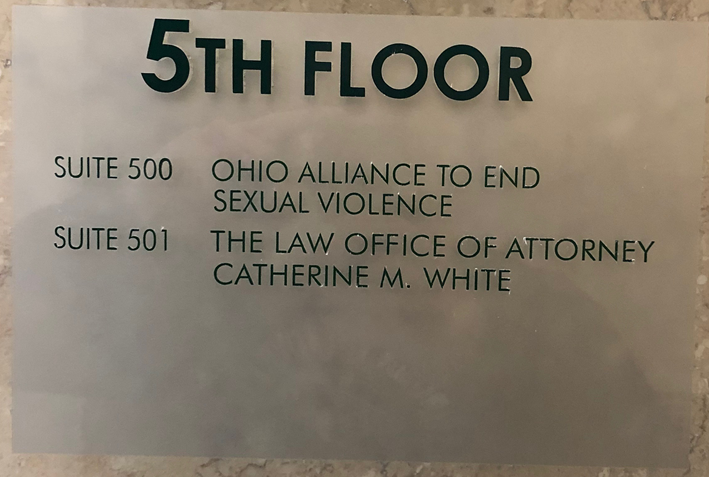 5TH FLOOR
SUITE 500 OHIO ALLIANCE TO END
SEXUAL VIOLENCE
SUITE 501 THE LAW OFFICE OF ATTORNEY
CATHERINE M. WHITE